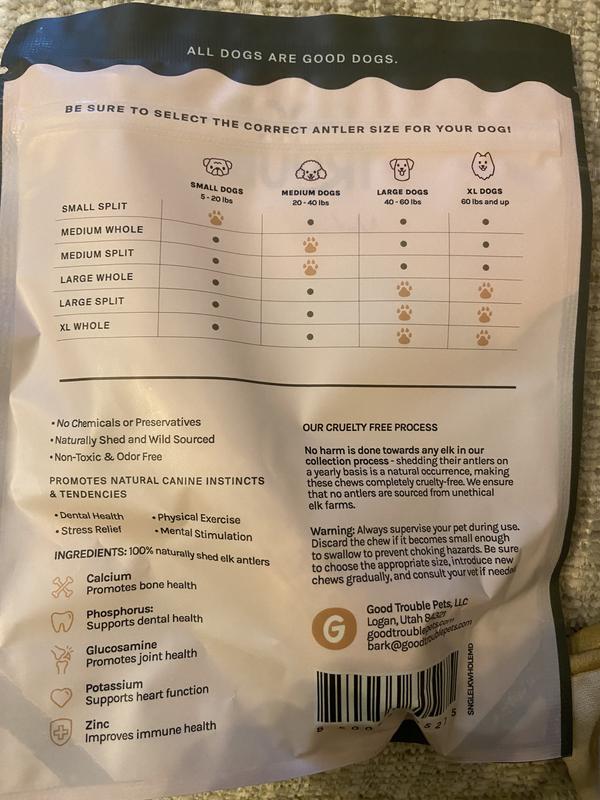 ALL DOGS ARE GOOD DOGS.
BE SURE TO SELECT THE CORRECT ANTLER SIZE FOR YOUR DOG!
SMALL DOGS
5 - 20 lbs
MEDIUM DOGS
20 - 40 lbs
LARGE DOGS
40 - 60 lbs
XL DOGS
60 lbs and up
SMALL SPLIT
MEDIUM WHOLE
MEDIUM SPLIT
LARGE WHOLE
LARGE SPLIT
XL WHOLE
• No Chemicals or Preservatives
• Naturally Shed and Wild Sourced
• Non-Toxic & Odor Free
PROMOTES NATURAL CANINE INSTINCTS
& TENDENCIES
• Dental Health • Physical Exercise
• Stress Relief • Mental Stimulation
INGREDIENTS: 100% naturally shed elk antlers
Calcium
Promotes bone health
Phosphorus:
Supports dental health
Glucosamine
Promotes joint health
Potassium
Supports heart function
Zinc
Improves immune health
OUR CRUELTY FREE PROCESS
No harm is done towards any elk in our
collection process - shedding their antlers on
a yearly basis is a natural occurrence, making
these chews completely cruelty-free. We ensure
that no antlers are sourced from unethical
elk farms.
Warning: Always supervise your pet during use.
Discard the chew if it becomes small enough
to swallow to prevent choking hazards. Be sure
to choose the appropriate size, introduce new
chews gradually, and consult your vet if needed
G
Good Trouble Pets, LLC
Logan, Utah 84321
goodtroublepets.com
bark@goodtroublepets.com
SNGLELKWHOLEMD